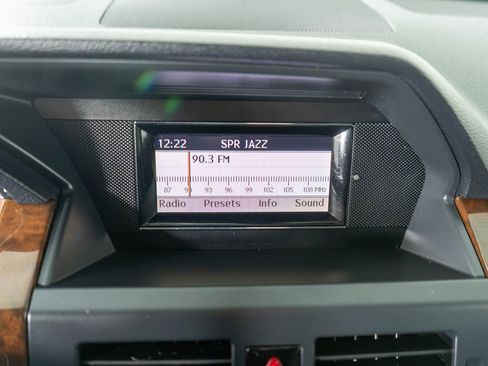 12:22 SPR JAZZ
90.3 FM
87 90 93 96 99 102 105 108 MHz
Radio Presets Info Sound